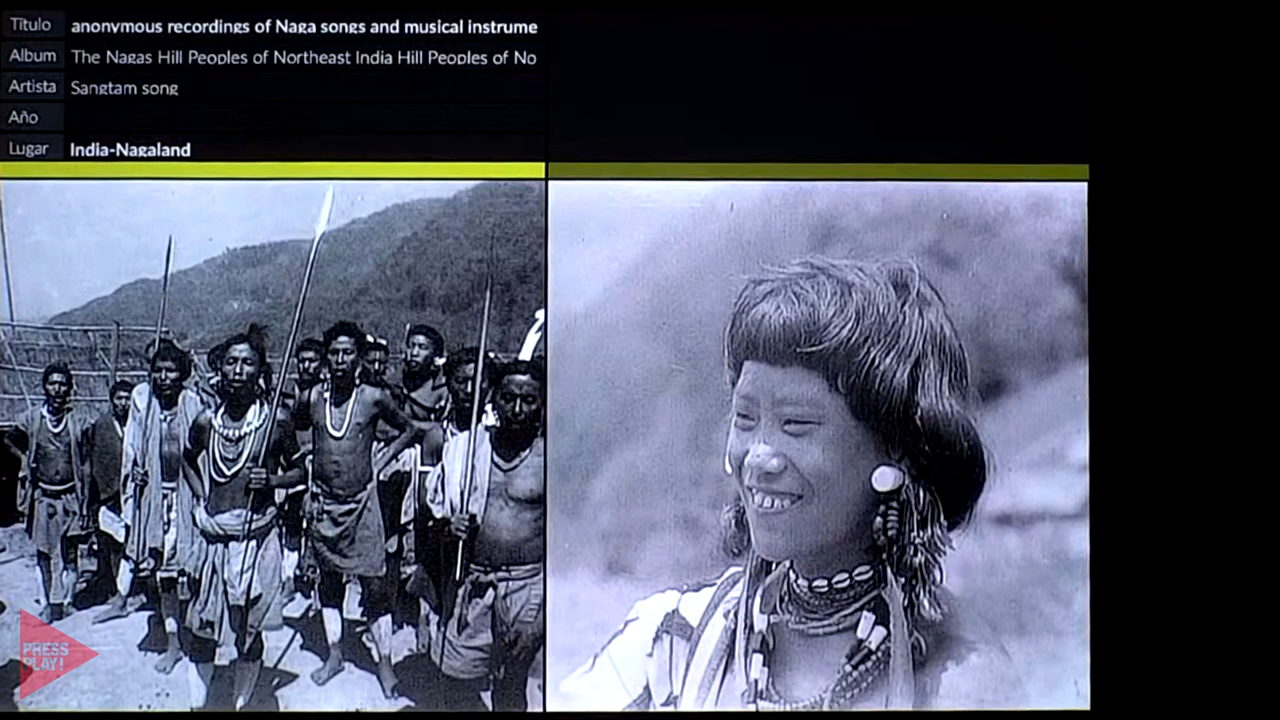 Título anonymous recordings of Naga songs and musical instrume
Album The Nagas Hill Peoples of Northeast India Hill Peoples of No
Artista Sangtam song
Año
Lugar India-Nagaland
PRESS
PLAY!